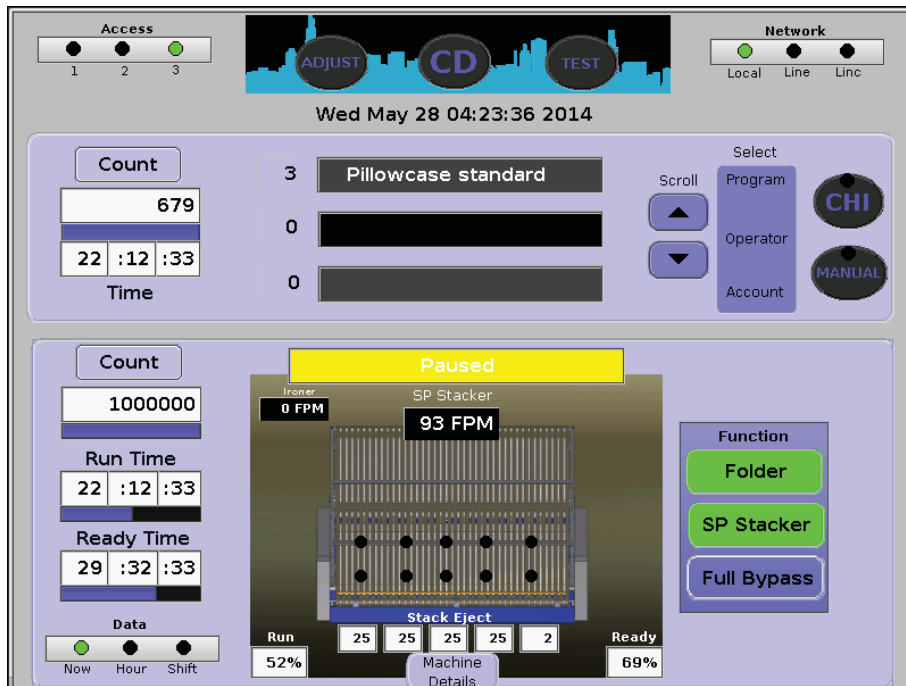 Access
1 2 3
ADJUST CD TEST
Network
Local Line Linc
Wed May 28 04:23:36 2014
Count
679
22 :12 :33
Time
3 Pillowcase standard
0
0
Scroll
Select
Program
Operator
Account
CHI
MANUAL
Count
1000000
Run Time
22 :12 :33
Ready Time
29 :32 :33
Data
Now Hour Shift
Paused
Ironer
0 FPM
SP Stacker
93 FPM
Stack Eject
Run
52%
25 25 25 25 2
Ready
69%
Machine
Details
Function
Folder
SP Stacker
Full Bypass